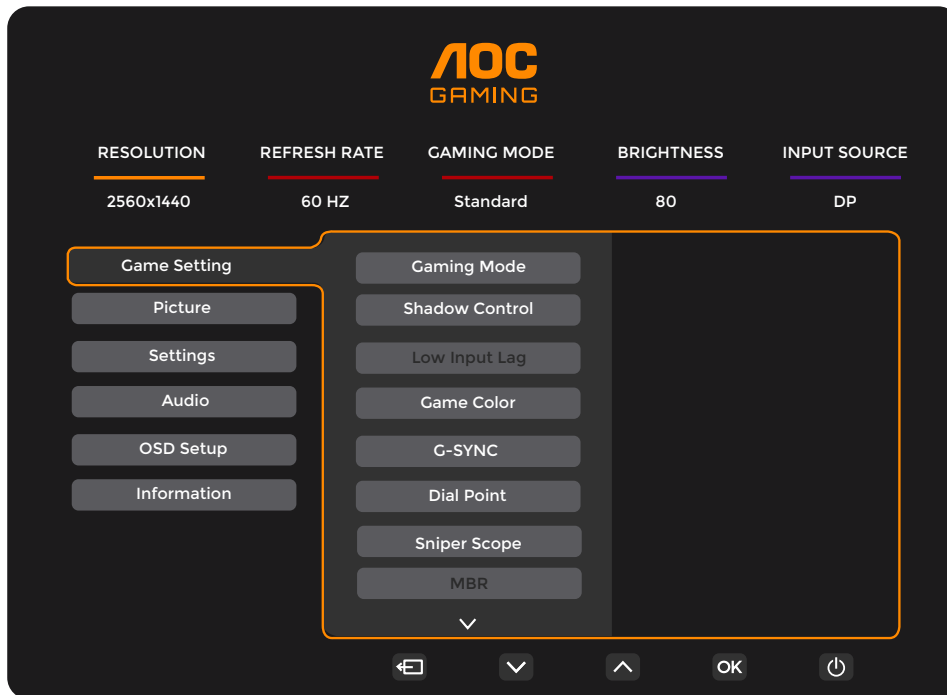 AOC
GAMING
RESOLUTION REFRESH RATE GAMING MODE BRIGHTNESS INPUT SOURCE
2560x1440 60 HZ Standard 80 DP
Game Setting
Picture
Settings
Audio
OSD Setup
Information
Gaming Mode
Shadow Control
Low Input Lag
Game Color
G-SYNC
Dial Point
Sniper Scope
MBR
OK